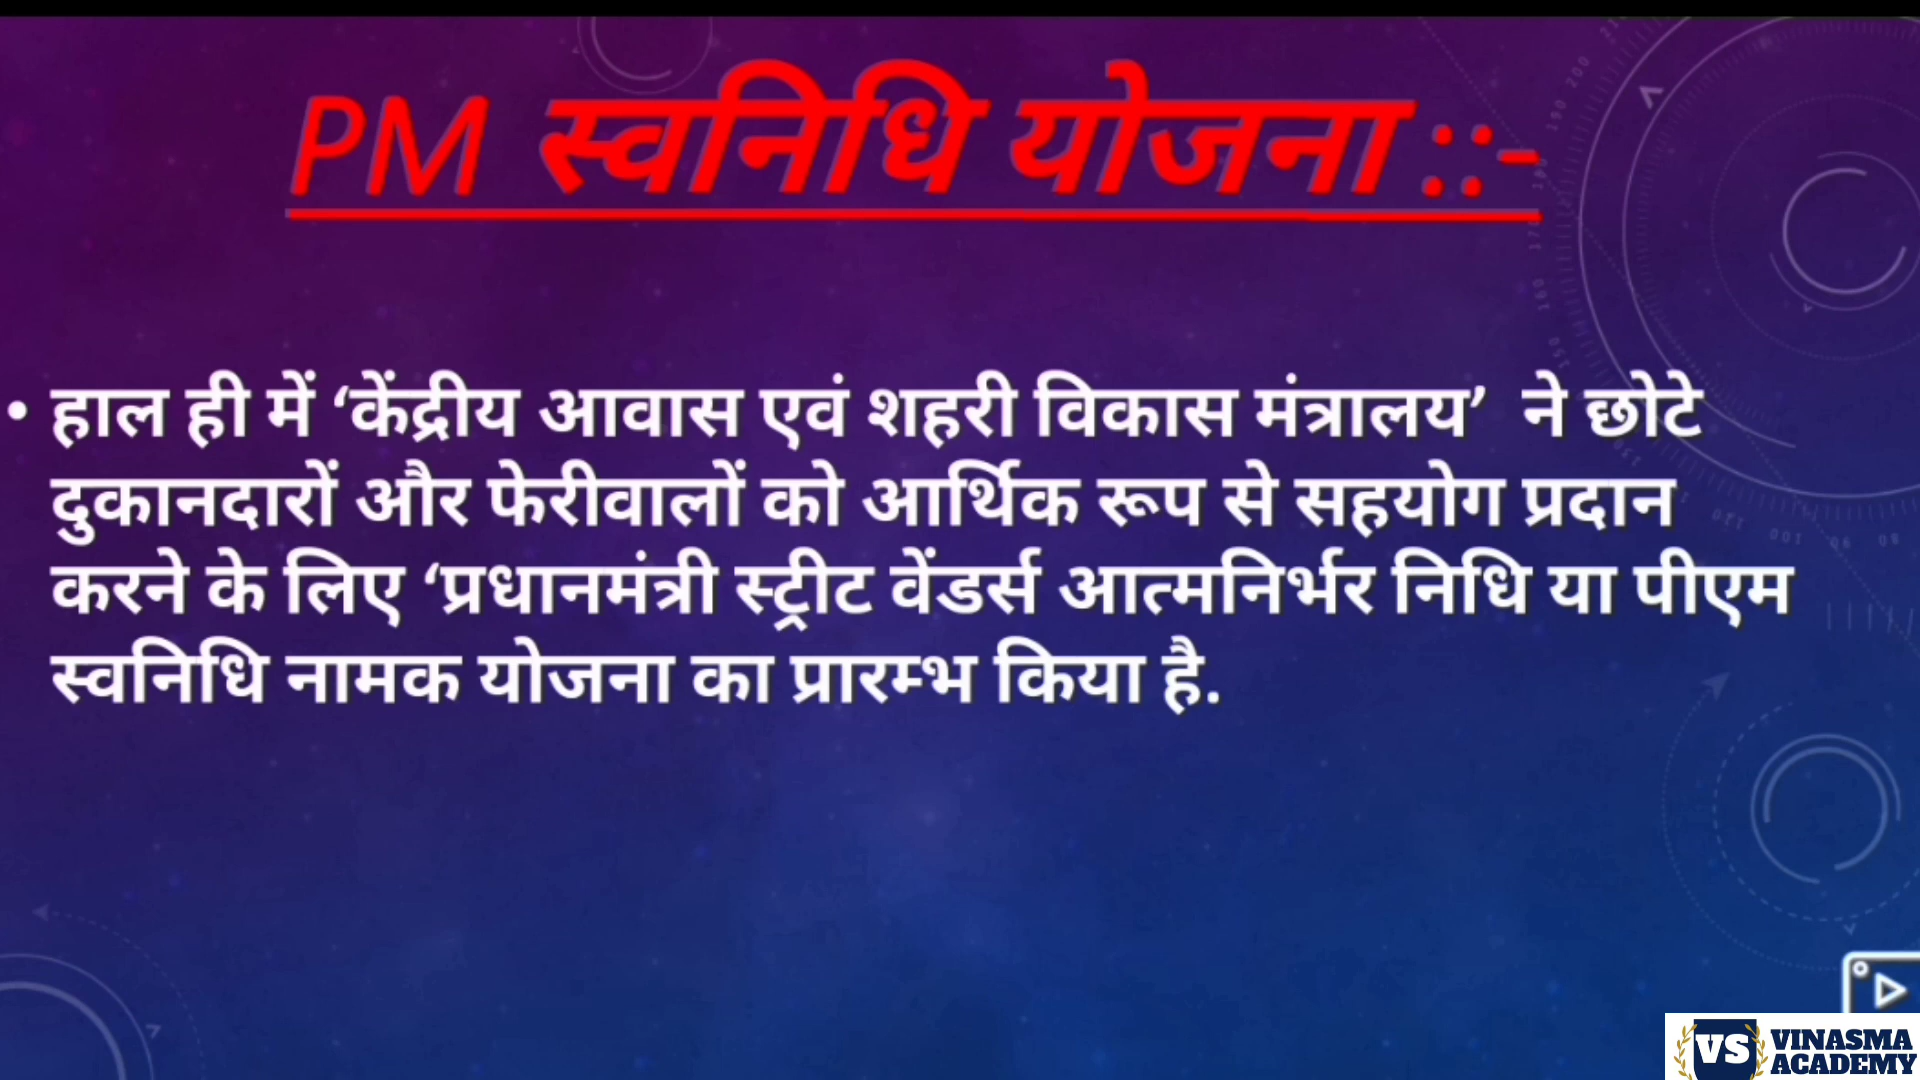 PM स्वनिधि योजना ::-
• हाल ही में ‘केंद्रीय आवास एवं शहरी विकास मंत्रालय’ ने छोटे
दुकानदारों और फेरीवालों को आर्थिक रूप से सहयोग प्रदान
करने के लिए ‘प्रधानमंत्री स्ट्रीट वेंडर्स आत्मनिर्भर निधि या पीएम
स्वनिधि नामक योजना का प्रारम्भ किया है.
VS VINASMA
ACADEMY